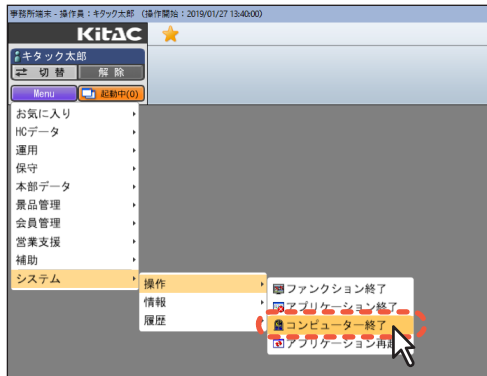 事務所端末 - 操作員：キタック太郎 （操作開始：2019/01/27 13:40:00）
KitAC
キタック太郎
切替 解除
Menu 起動中(0)
お気に入り
HCデータ
運用
保守
本部データ
景品管理
会員管理
営業支援
補助
システム
操作
情報
履歴
ファンクション終了
アプリケーション終了
コンピューター終了
アプリケーション再起